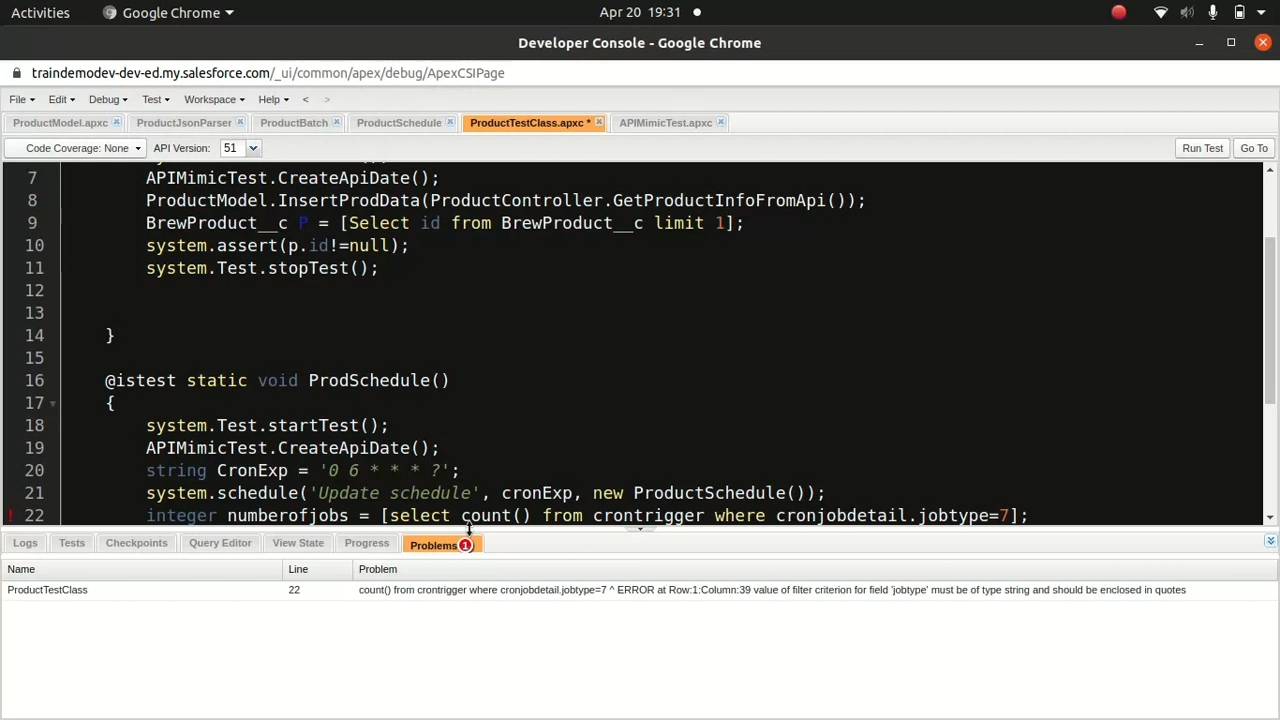 Activities Google Chrome Apr 20 19:31
Developer Console - Google Chrome
traindemodev-dev-ed.my.salesforce.com/_ui/common/apex/debug/ApexCSIPage
File Edit Debug Test Workspace Help < >
ProductModel.apxc ProductJsonParser ProductBatch ProductSchedule ProductTestClass.apxc * APIMimicTest.apxc
Code Coverage: None API Version: 51 Run Test Go To
7 APIMimicTest.CreateApiDate();
8 ProductModel.InsertProdData(ProductController.GetProductInfoFromApi());
9 BrewProduct__c P = [Select id from BrewProduct__c limit 1];
10 system.assert(p.id!=null);
11 system.Test.stopTest();
12
13
14 }
15
16 @istest static void ProdSchedule()
17 {
18 system.Test.startTest();
19 APIMimicTest.CreateApiDate();
20 string CronExp = '0 6 * * * ?';
21 system.schedule('Update schedule', cronExp, new ProductSchedule());
! 22 integer numberofjobs = [select count() from crontrigger where cronjobdetail.jobtype=7];
Logs Tests Checkpoints Query Editor View State Progress Problems 1
Name Line Problem
ProductTestClass 22 count() from crontrigger where cronjobdetail.jobtype=7 ^ ERROR at Row:1:Column:39 value of filter criterion for field 'jobtype' must be of type string and should be enclosed in quotes